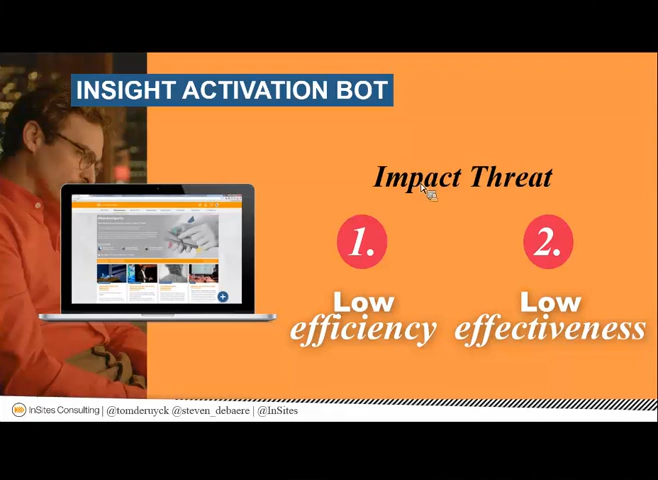 INSIGHT ACTIVATION BOT
Impact Threat
1.
2.
Low
efficiency
Low
effectiveness
InSites Consulting | @tomderuyck @steven_debaere | @InSites